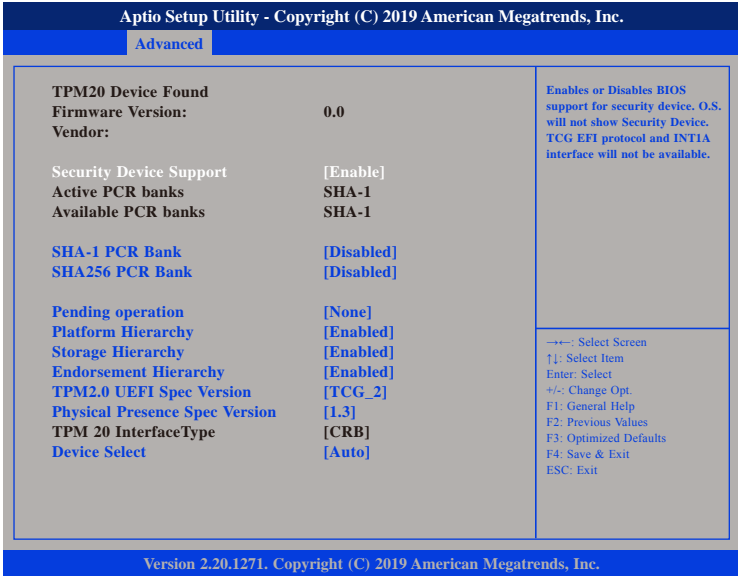 Aptio Setup Utility - Copyright (C) 2019 American Megatrends, Inc.
Advanced
TPM20 Device Found
Firmware Version: 0.0
Vendor:
Security Device Support [Enable]
Active PCR banks SHA-1
Available PCR banks SHA-1
SHA-1 PCR Bank [Disabled]
SHA256 PCR Bank [Disabled]
Pending operation [None]
Platform Hierarchy [Enabled]
Storage Hierarchy [Enabled]
Endorsement Hierarchy [Enabled]
TPM2.0 UEFI Spec Version [TCG_2]
Physical Presence Spec Version [1.3]
TPM 20 InterfaceType [CRB]
Device Select [Auto]
Enables or Disables BIOS
support for security device. O.S.
will not show Security Device.
TCG EFI protocol and INT1A
interface will not be available.
→←: Select Screen
↑↓: Select Item
Enter: Select
+/-: Change Opt.
F1: General Help
F2: Previous Values
F3: Optimized Defaults
F4: Save & Exit
ESC: Exit
Version 2.20.1271. Copyright (C) 2019 American Megatrends, Inc.